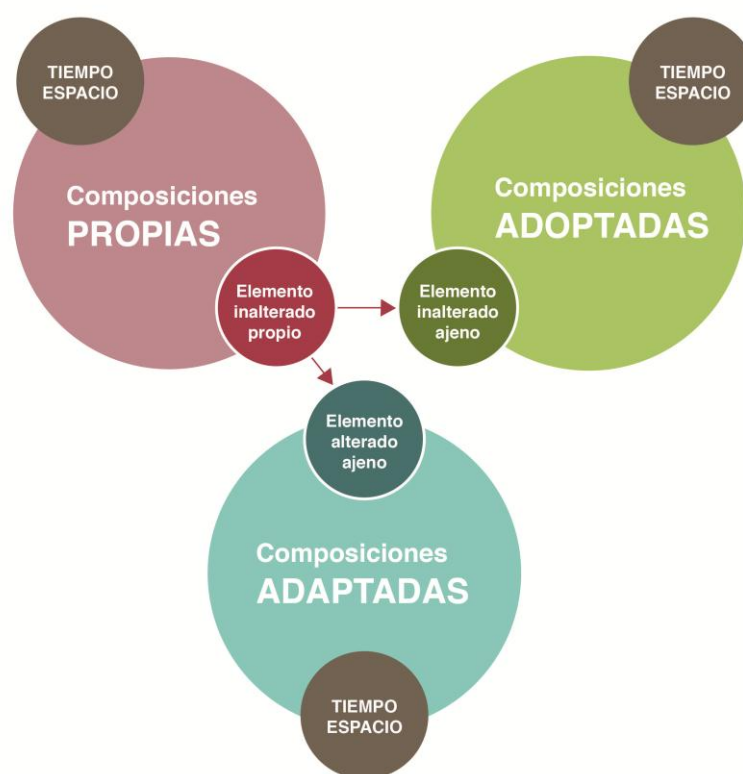 TIEMPO
ESPACIO
Composiciones
PROPIAS
TIEMPO
ESPACIO
Composiciones
ADOPTADAS
Elemento
inalterado
propio
Elemento
inalterado
ajeno
Elemento
alterado
ajeno
Composiciones
ADAPTADAS
TIEMPO
ESPACIO